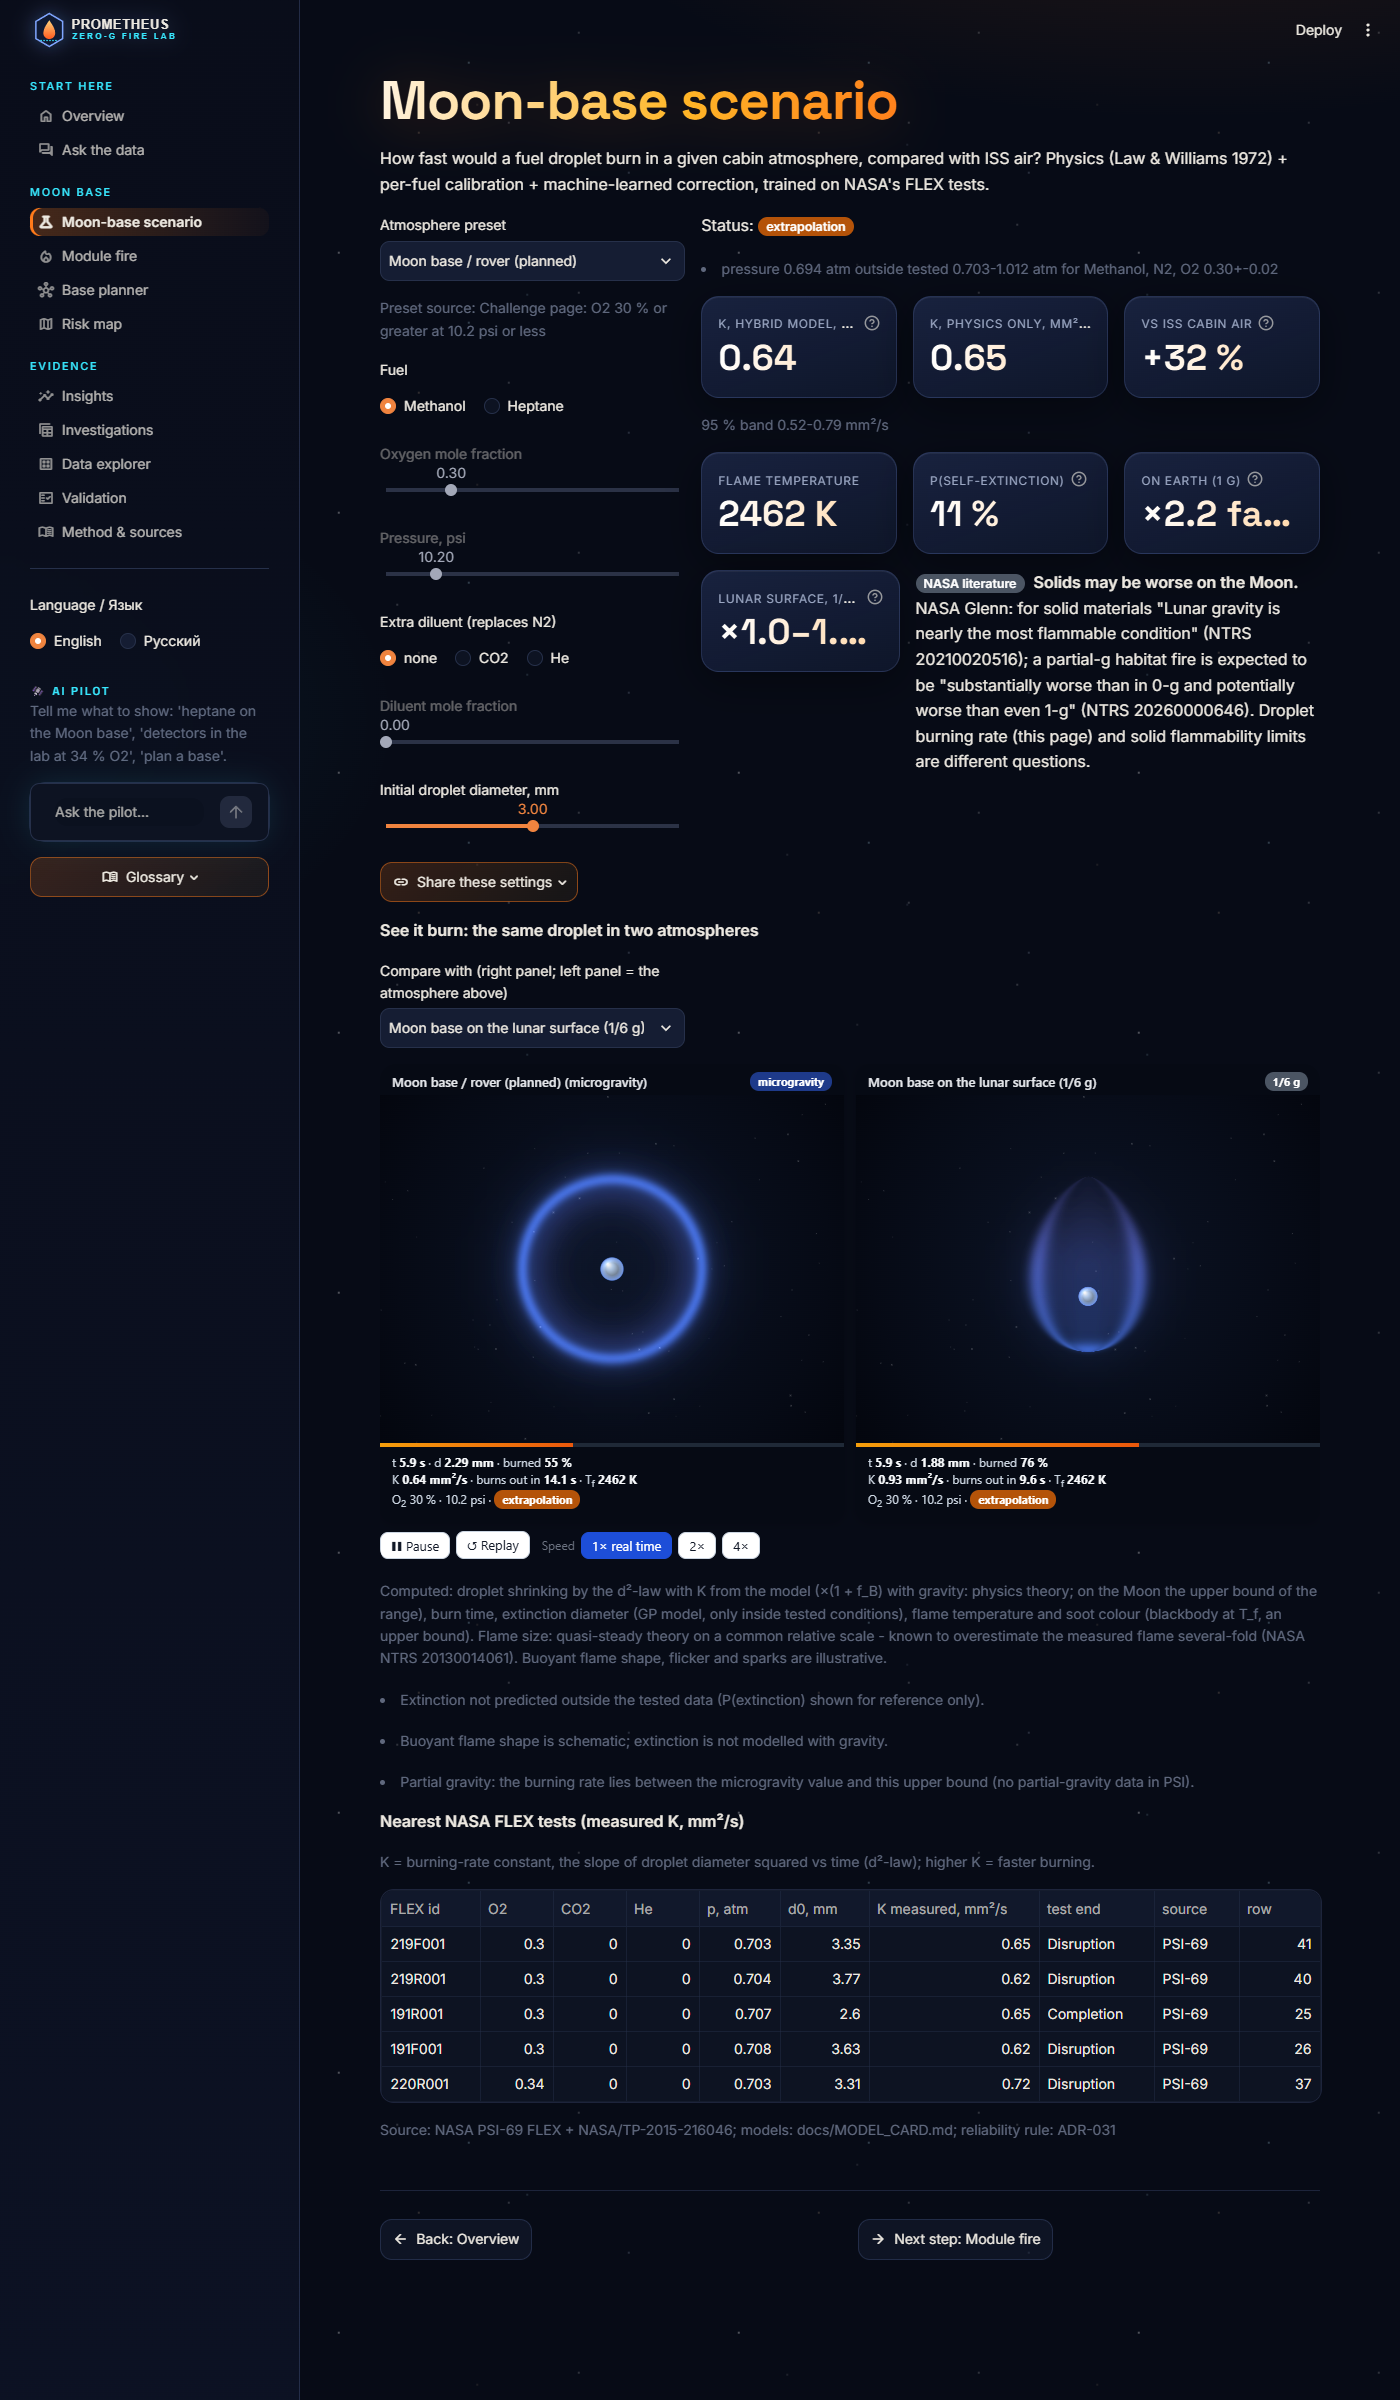 PROMETHEUS
ZERO-G FIRE LAB
START HERE
Overview
Ask the data
MOON BASE
Moon-base scenario
Module fire
Base planner
Risk map
EVIDENCE
Insights
Investigations
Data explorer
Validation
Method & sources
Language / Язык
English
Русский
AI PILOT
Tell me what to show: 'heptane on
the Moon base', 'detectors in the
lab at 34 % O2', 'plan a base'.
Ask the pilot...
Glossary
Deploy
Moon-base scenario
How fast would a fuel droplet burn in a given cabin atmosphere, compared with ISS air? Physics (Law & Williams 1972) +
per-fuel calibration + machine-learned correction, trained on NASA's FLEX tests.
Atmosphere preset
Moon base / rover (planned)
Preset source: Challenge page: O2 30 % or
greater at 10.2 psi or less
Fuel
Methanol
Heptane
Oxygen mole fraction
0.30
Pressure, psi
10.20
Extra diluent (replaces N2)
none
CO2
He
Diluent mole fraction
0.00
Initial droplet diameter, mm
3.00
Share these settings
Status: extrapolation
• pressure 0.694 atm outside tested 0.703-1.012 atm for Methanol, N2, O2 0.30+-0.02
K, HYBRID MODEL, ...
0.64
K, PHYSICS ONLY, MM²...
0.65
VS ISS CABIN AIR
+32 %
95 % band 0.52-0.79 mm²/s
FLAME TEMPERATURE
2462 K
P(SELF-EXTINCTION)
11 %
ON EARTH (1 G)
×2.2 fa...
LUNAR SURFACE, 1/...
×1.0–1....
NASA literature Solids may be worse on the Moon.
NASA Glenn: for solid materials "Lunar gravity is
nearly the most flammable condition" (NTRS
20210020516); a partial-g habitat fire is expected to
be "substantially worse than in 0-g and potentially
worse than even 1-g" (NTRS 20260000646). Droplet
burning rate (this page) and solid flammability limits
are different questions.
See it burn: the same droplet in two atmospheres
Compare with (right panel; left panel = the
atmosphere above)
Moon base on the lunar surface (1/6 g)
Moon base / rover (planned) (microgravity)
microgravity
t 5.9 s · d 2.29 mm · burned 55 %
K 0.64 mm²/s · burns out in 14.1 s · Tf 2462 K
O₂ 30 % · 10.2 psi · extrapolation
Moon base on the lunar surface (1/6 g)
1/6 g
t 5.9 s · d 1.88 mm · burned 76 %
K 0.93 mm²/s · burns out in 9.6 s · Tf 2462 K
O₂ 30 % · 10.2 psi · extrapolation
Pause
Replay
Speed
1× real time
2×
4×
Computed: droplet shrinking by the d²-law with K from the model (×(1 + f_B) with gravity: physics theory; on the Moon the upper bound of the
range), burn time, extinction diameter (GP model, only inside tested conditions), flame temperature and soot colour (blackbody at T_f, an
upper bound). Flame size: quasi-steady theory on a common relative scale - known to overestimate the measured flame several-fold (NASA
NTRS 20130014061). Buoyant flame shape, flicker and sparks are illustrative.
• Extinction not predicted outside the tested data (P(extinction) shown for reference only).
• Buoyant flame shape is schematic; extinction is not modelled with gravity.
• Partial gravity: the burning rate lies between the microgravity value and this upper bound (no partial-gravity data in PSI).
Nearest NASA FLEX tests (measured K, mm²/s)
K = burning-rate constant, the slope of droplet diameter squared vs time (d²-law); higher K = faster burning.
FLEX id O2 CO2 He p, atm d0, mm K measured, mm²/s test end source row
219F001 0.3 0 0 0.703 3.35 0.65 Disruption PSI-69 41
219R001 0.3 0 0 0.704 3.77 0.62 Disruption PSI-69 40
191R001 0.3 0 0 0.707 2.6 0.65 Completion PSI-69 25
191F001 0.3 0 0 0.708 3.63 0.62 Disruption PSI-69 26
220R001 0.34 0 0 0.703 3.31 0.72 Disruption PSI-69 37
Source: NASA PSI-69 FLEX + NASA/TP-2015-216046; models: docs/MODEL_CARD.md; reliability rule: ADR-031
← Back: Overview
→ Next step: Module fire